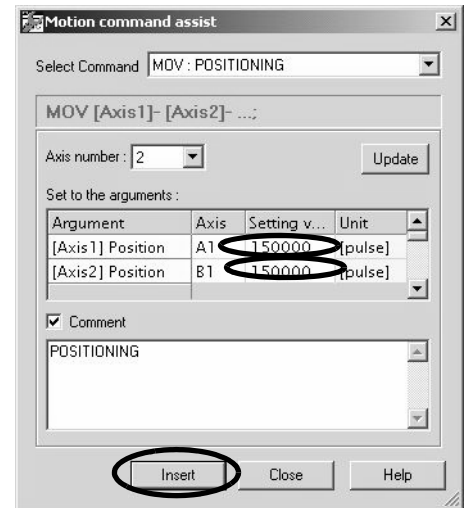 Motion command assist
Select Command MOV : POSITIONING
MOV [Axis1]- [Axis2]- ...;
Axis number : 2 Update
Set to the arguments :
Argument Axis Setting v... Unit
[Axis1] Position A1 150000 [pulse]
[Axis2] Position B1 150000 [pulse]
Comment
POSITIONING
Insert Close Help